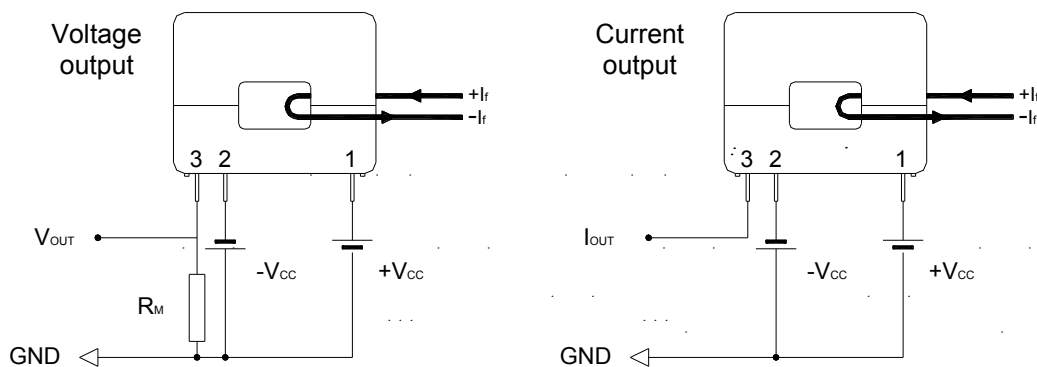 Voltage
output
+If
-If
3 2 1
VOUT
-VCC
+VCC
RM
GND
Current
output
+If
-If
3 2 1
IOUT
-VCC
+VCC
GND